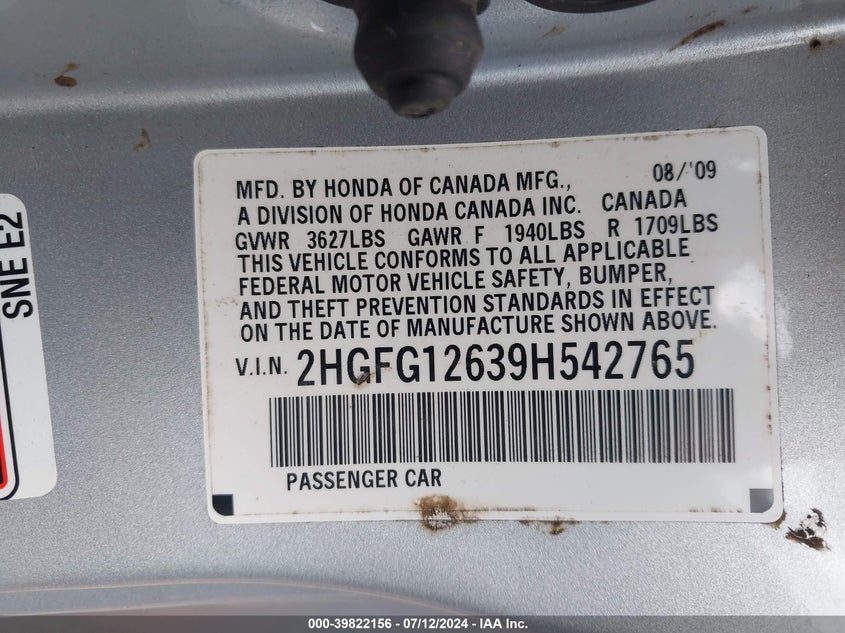 08/'09
MFD. BY HONDA OF CANADA MFG.,
A DIVISION OF HONDA CANADA INC. CANADA
GVWR 3627LBS GAWR F 1940LBS R 1709LBS
THIS VEHICLE CONFORMS TO ALL APPLICABLE
FEDERAL MOTOR VEHICLE SAFETY, BUMPER,
AND THEFT PREVENTION STANDARDS IN EFFECT
ON THE DATE OF MANUFACTURE SHOWN ABOVE.
V.I.N. 2HGFG12639H542765
PASSENGER CAR
SNE E2
000-39822156 - 07/12/2024 - IAA Inc.